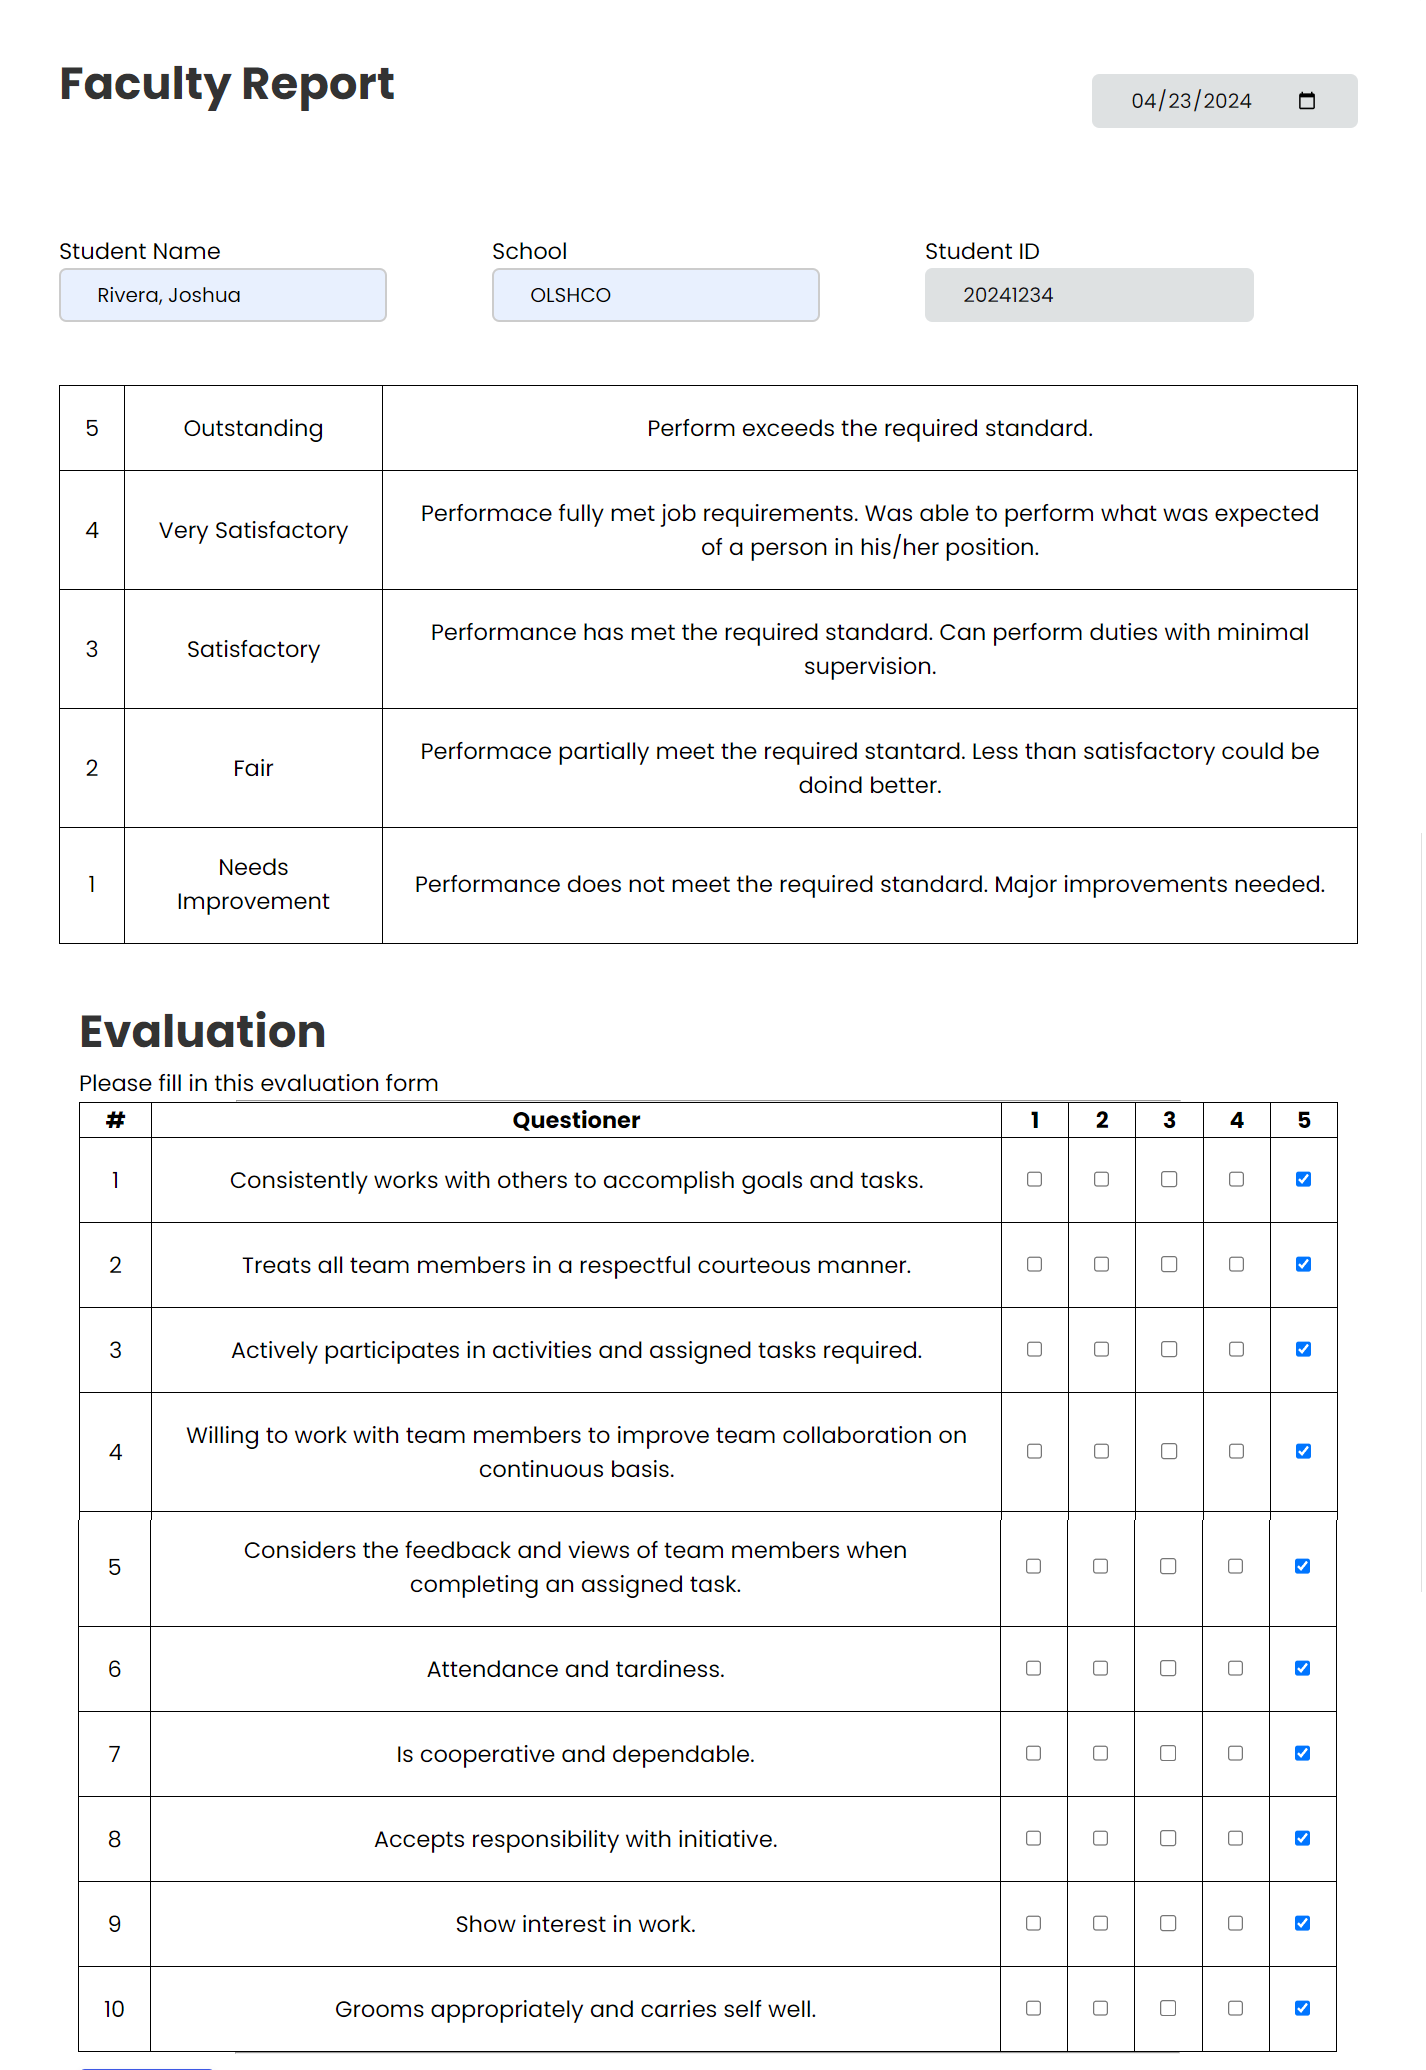 Faculty Report
04/23/2024
Student Name
School
Student ID
Rivera, Joshua
OLSHCO
20241234
5 Outstanding Perform exceeds the required standard.
4 Very Satisfactory Performace fully met job requirements. Was able to perform what was expected
of a person in his/her position.
3 Satisfactory Performance has met the required standard. Can perform duties with minimal
supervision.
2 Fair Performace partially meet the required stantard. Less than satisfactory could be
doind better.
1 Needs
Improvement Performance does not meet the required standard. Major improvements needed.
Evaluation
Please fill in this evaluation form
# Questioner 1 2 3 4 5
1 Consistently works with others to accomplish goals and tasks.
2 Treats all team members in a respectful courteous manner.
3 Actively participates in activities and assigned tasks required.
4 Willing to work with team members to improve team collaboration on
continuous basis.
5 Considers the feedback and views of team members when
completing an assigned task.
6 Attendance and tardiness.
7 Is cooperative and dependable.
8 Accepts responsibility with initiative.
9 Show interest in work.
10 Grooms appropriately and carries self well.